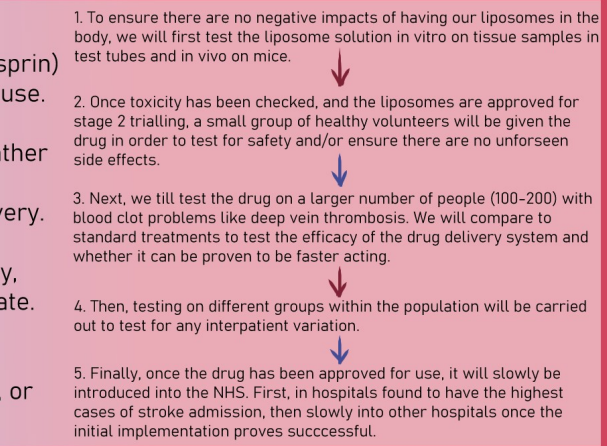 sprin)
use.
ther
very.
y,
ate.
, or
1. To ensure there are no negative impacts of having our liposomes in the
body, we will first test the liposome solution in vitro on tissue samples in
test tubes and in vivo on mice.
2. Once toxicity has been checked, and the liposomes are approved for
stage 2 trialling, a small group of healthy volunteers will be given the
drug in order to test for safety and/or ensure there are no unforseen
side effects.
3. Next, we till test the drug on a larger number of people (100-200) with
blood clot problems like deep vein thrombosis. We will compare to
standard treatments to test the efficacy of the drug delivery system and
whether it can be proven to be faster acting.
4. Then, testing on different groups within the population will be carried
out to test for any interpatient variation.
5. Finally, once the drug has been approved for use, it will slowly be
introduced into the NHS. First, in hospitals found to have the highest
cases of stroke admission, then slowly into other hospitals once the
initial implementation proves succcessful.